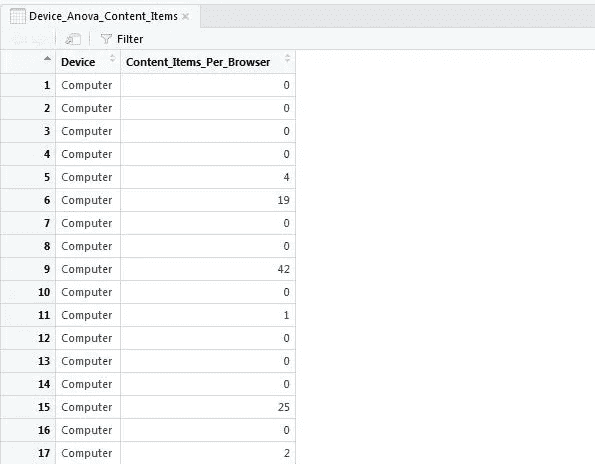 Device_Anova_Content_Items
Filter
Device Content_Items_Per_Browser
1 Computer 0
2 Computer 0
3 Computer 0
4 Computer 0
5 Computer 4
6 Computer 19
7 Computer 0
8 Computer 0
9 Computer 42
10 Computer 0
11 Computer 1
12 Computer 0
13 Computer 0
14 Computer 0
15 Computer 25
16 Computer 0
17 Computer 2